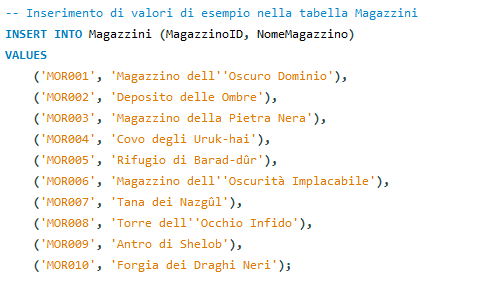 -- Inserimento di valori di esempio nella tabella Magazzini
INSERT INTO Magazzini (MagazzinoID, NomeMagazzino)
VALUES
    ('MOR001', 'Magazzino dell''Oscuro Dominio'),
    ('MOR002', 'Deposito delle Ombre'),
    ('MOR003', 'Magazzino della Pietra Nera'),
    ('MOR004', 'Covo degli Uruk-hai'),
    ('MOR005', 'Rifugio di Barad-dûr'),
    ('MOR006', 'Magazzino dell''Oscurità Implacabile'),
    ('MOR007', 'Tana dei Nazgûl'),
    ('MOR008', 'Torre dell''Occhio Infido'),
    ('MOR009', 'Antro di Shelob'),
    ('MOR010', 'Forgia dei Draghi Neri');